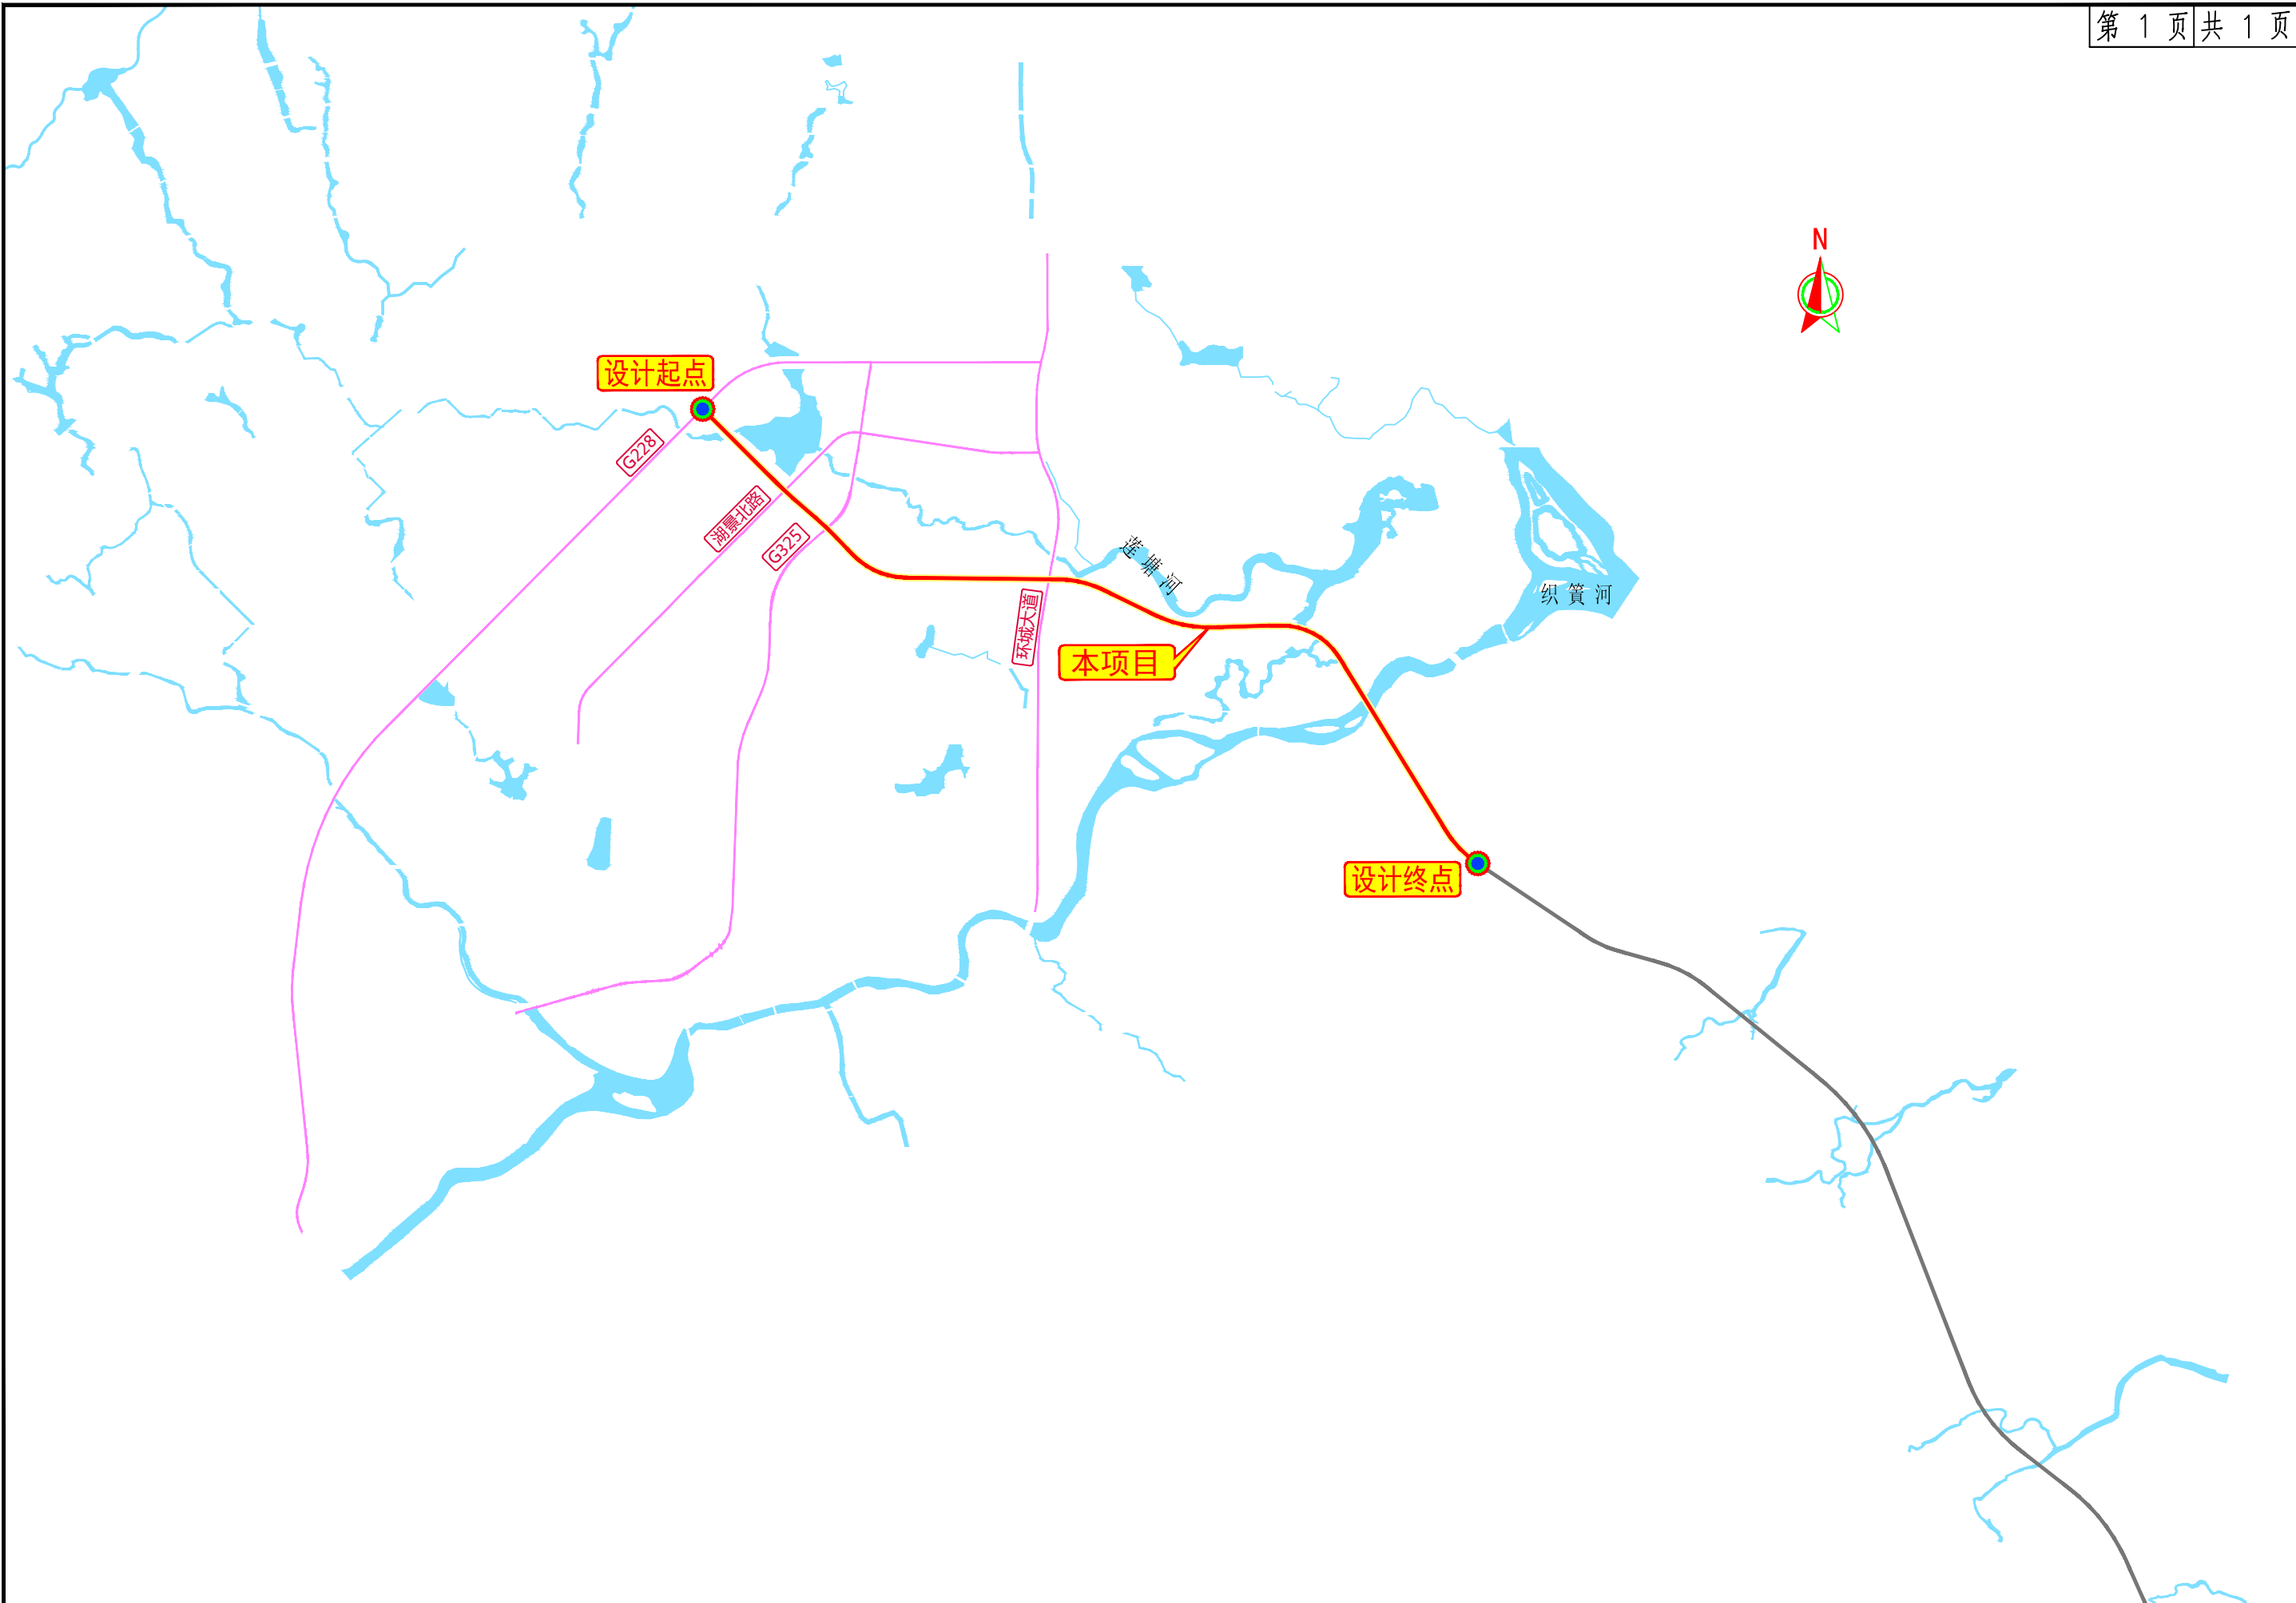 第 1 页 共 1 页
N
设计起点
G228
湖景北路
G325
莲塘河
织篢河
环城大道
本项目
设计终点